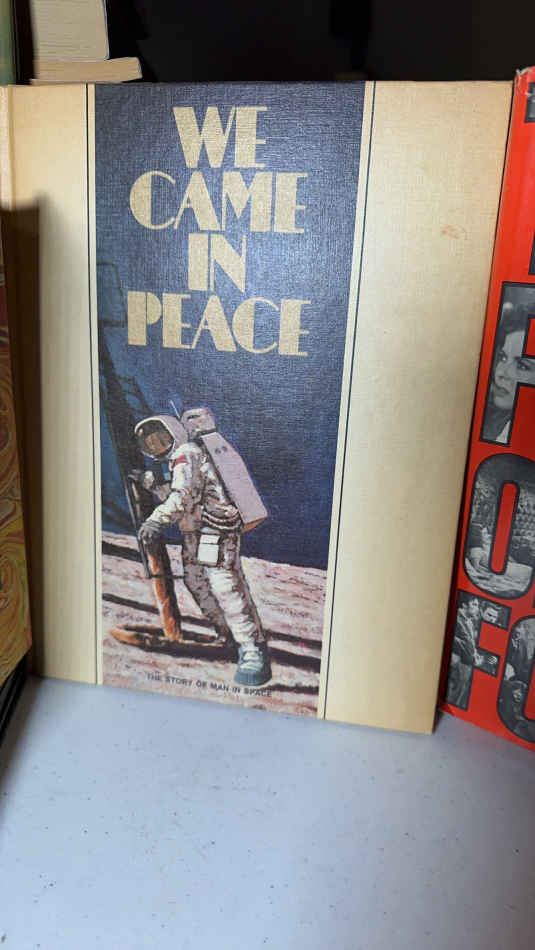 WE
CAME
IN
PEACE
THE STORY OF MAN IN SPACE